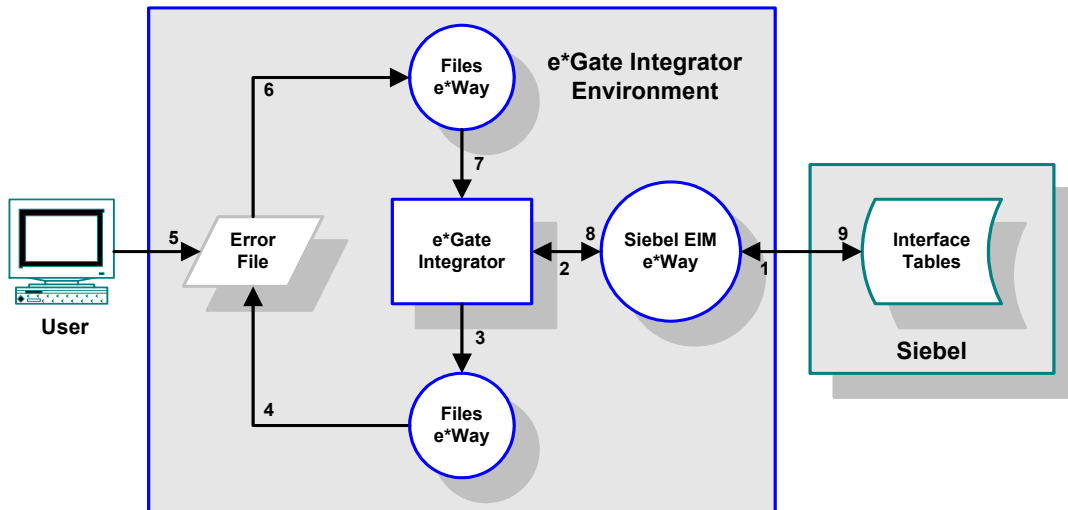 Files
e*Way
e*Gate Integrator
Environment
6
7
5
Error
File
e*Gate
Integrator
8
2
Siebel EIM
e*Way
1
9
Interface
Tables
User
3
Siebel
4
Files
e*Way